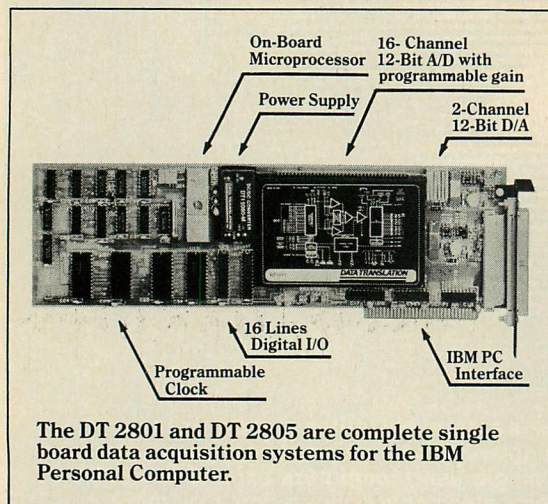 On-Board
Microprocessor
16- Channel
12-Bit A/D with
programmable gain
Power Supply
2-Channel
12-Bit D/A
DATA TRANSLATION
16 Lines
Digital I/O
Programmable
Clock
IBM PC
Interface
The DT 2801 and DT 2805 are complete single
board data acquisition systems for the IBM
Personal Computer.